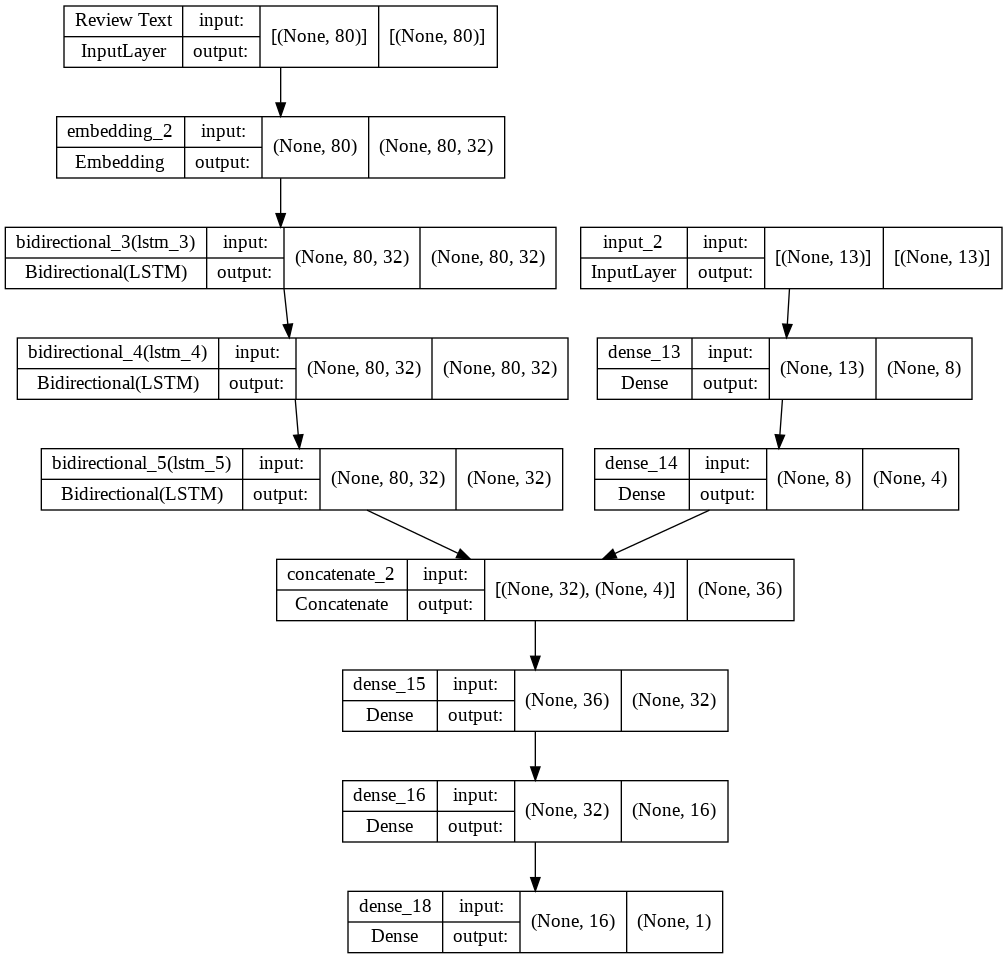 Review Text input: [(None, 80)] [(None, 80)]
InputLayer output:
embedding_2 input: (None, 80) (None, 80, 32)
Embedding output:
bidirectional_3(lstm_3) input: (None, 80, 32) (None, 80, 32)
Bidirectional(LSTM) output:
input_2 input: [(None, 13)] [(None, 13)]
InputLayer output:
bidirectional_4(lstm_4) input: (None, 80, 32) (None, 80, 32)
Bidirectional(LSTM) output:
dense_13 input: (None, 13) (None, 8)
Dense output:
bidirectional_5(lstm_5) input: (None, 80, 32) (None, 32)
Bidirectional(LSTM) output:
dense_14 input: (None, 8) (None, 4)
Dense output:
concatenate_2 input: [(None, 32), (None, 4)] (None, 36)
Concatenate output:
dense_15 input: (None, 36) (None, 32)
Dense output:
dense_16 input: (None, 32) (None, 16)
Dense output:
dense_18 input: (None, 16) (None, 1)
Dense output: